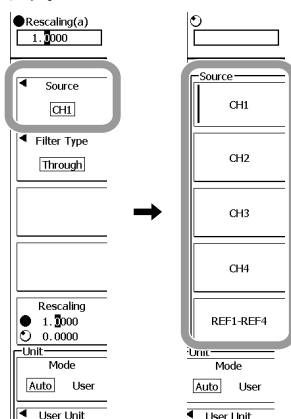 Rescaling(a)
1.0000
Source
CH1
Filter Type
Through
Rescaling
1.0000
0.0000
Unit
Mode
Auto User
User Unit
Source
CH1
CH2
CH3
CH4
REF1-REF4
Unit
Mode
Auto User
User Unit